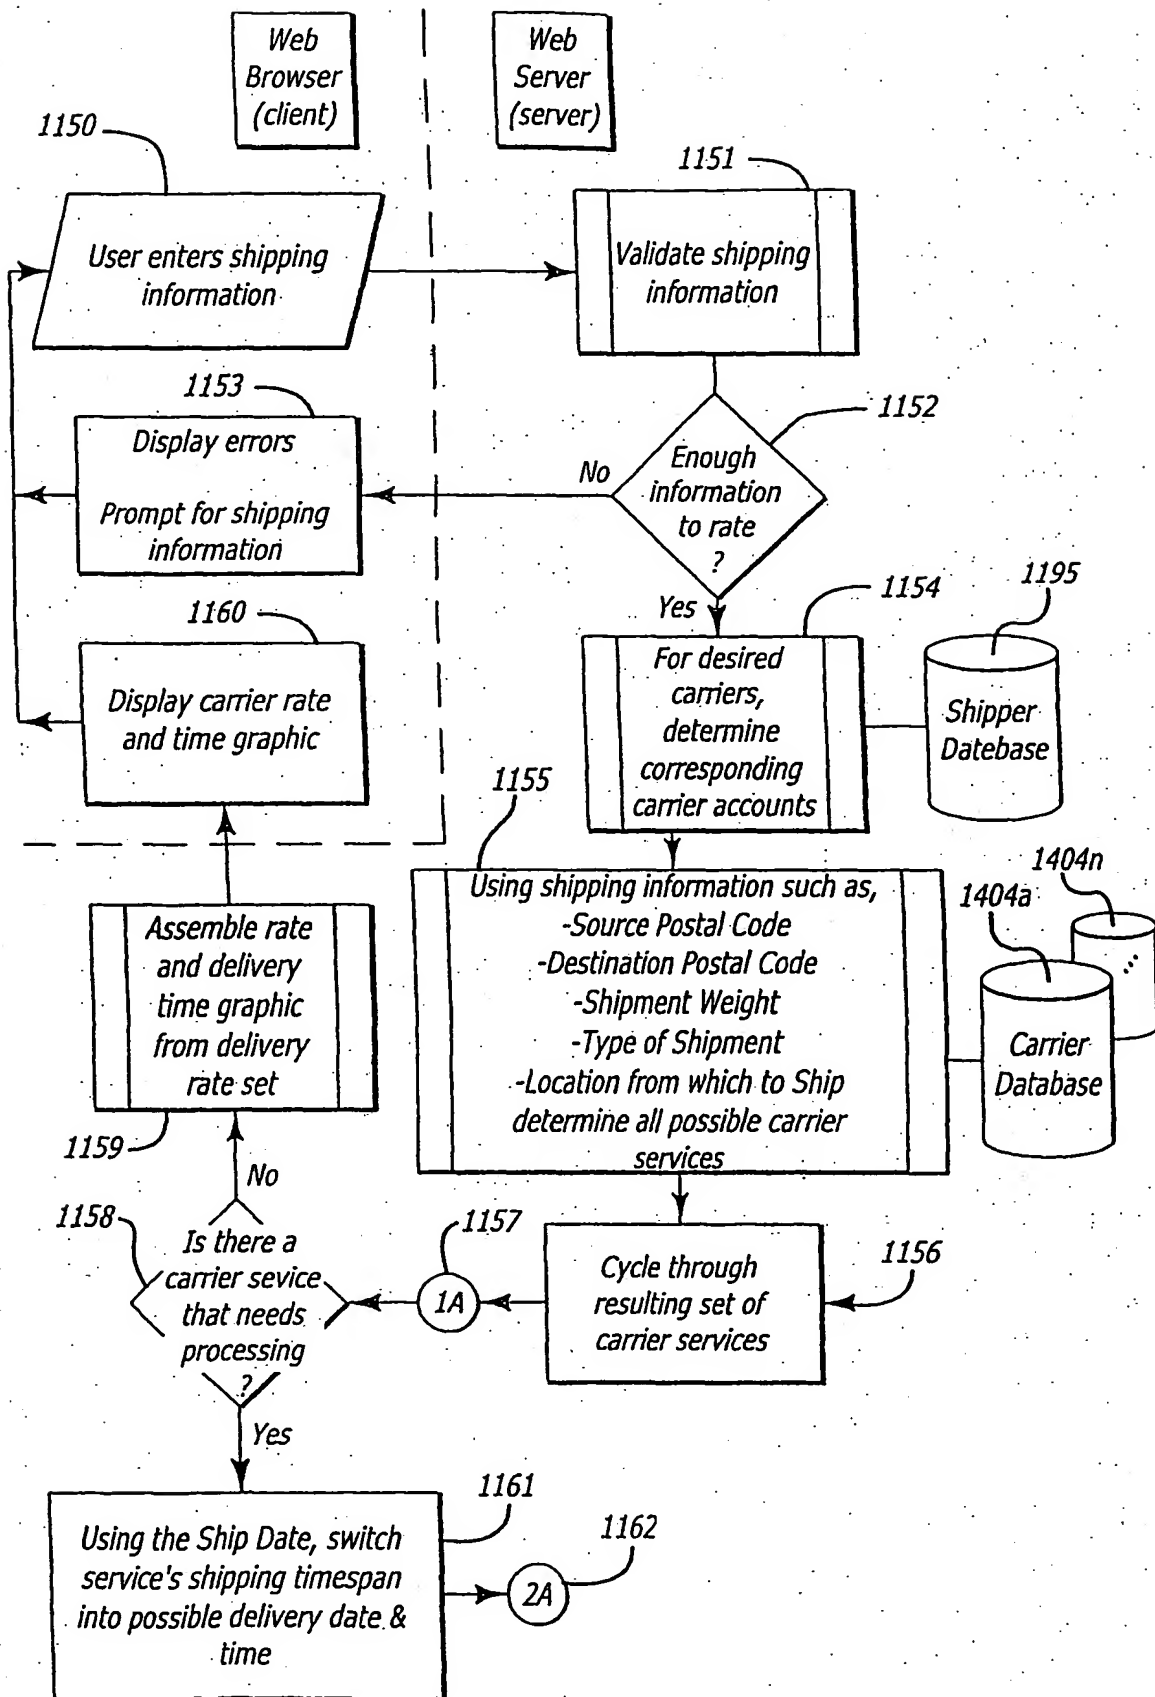 Web
Browser
(client)
Web
Server
(server)
1150
1151
User enters shipping
information
Validate shipping
information
1153
1152
Display errors
Prompt for shipping
information
No
Enough
information
to rate
?
1160
Yes
1154
1195
Display carrier rate
and time graphic
For desired
carriers,
determine
corresponding
carrier accounts
Shipper
Datebase
1155
1404n
1404a
Assemble rate
and delivery
time graphic
from delivery
rate set
Using shipping information such as,
-Source Postal Code
-Destination Postal Code
-Shipment Weight
-Type of Shipment
-Location from which to Ship
determine all possible carrier
services
Carrier
Database
1159
No
1158
1157
1156
Is there a
carrier sevice
that needs
processing
?
1A
Cycle through
resulting set of
carrier services
Yes
1161
1162
Using the Ship Date, switch
service's shipping timespan
into possible delivery date &
time
2A